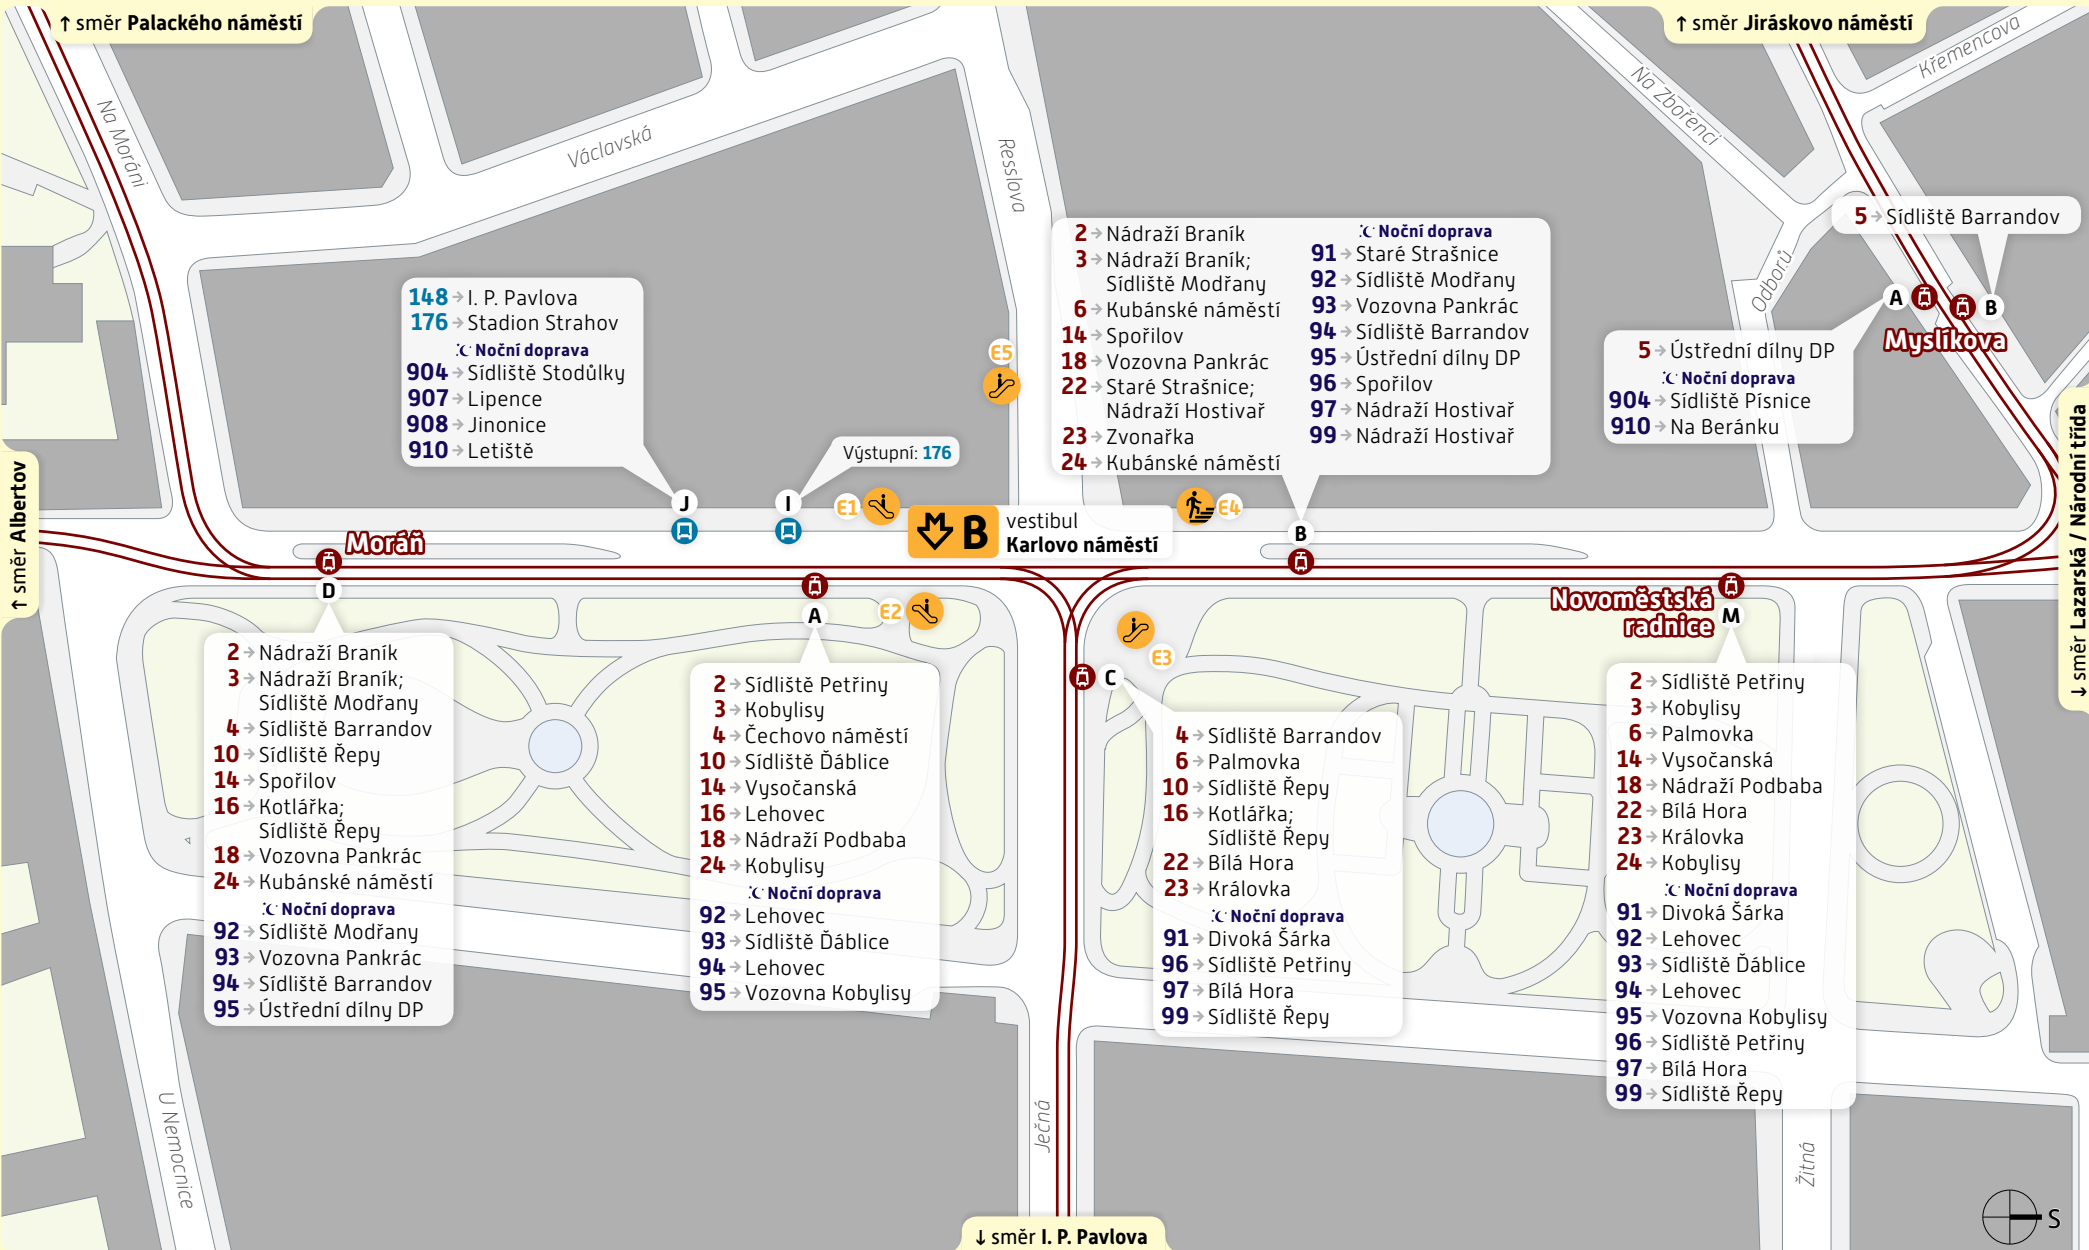 ↑ směr Palackého náměstí
↑ směr Jiráskovo náměstí
Křemencova
Na Zbořenci
Na Moráni
Václavská
Resslova
Odborů
5 → Sídliště Barrandov
A
B
Myslíkova
5 → Ústřední dílny DP
Noční doprava
904 → Sídliště Písnice
910 → Na Beránku
148 → I. P. Pavlova
176 → Stadion Strahov
Noční doprava
904 → Sídliště Stodůlky
907 → Lipence
908 → Jinonice
910 → Letiště
J
Výstupní: 176
I
E5
2 → Nádraží Braník
3 → Nádraží Braník;
Sídliště Modřany
6 → Kubánské náměstí
14 → Spořilov
18 → Vozovna Pankrác
22 → Staré Strašnice;
Nádraží Hostivař
23 → Zvonařka
24 → Kubánské náměstí
Noční doprava
91 → Staré Strašnice
92 → Sídliště Modřany
93 → Vozovna Pankrác
94 → Sídliště Barrandov
95 → Ústřední dílny DP
96 → Spořilov
97 → Nádraží Hostivař
99 → Nádraží Hostivař
B
E1
B vestibul
Karlovo náměstí
E4
↑ směr Albertov
↓ směr Lazarská / Národní třída
Moráň
D
A
E2
E3
C
Novoměstská
radnice
M
2 → Nádraží Braník
3 → Nádraží Braník;
Sídliště Modřany
4 → Sídliště Barrandov
10 → Sídliště Řepy
14 → Spořilov
16 → Kotlářka;
Sídliště Řepy
18 → Vozovna Pankrác
24 → Kubánské náměstí
Noční doprava
92 → Sídliště Modřany
93 → Vozovna Pankrác
94 → Sídliště Barrandov
95 → Ústřední dílny DP
2 → Sídliště Petřiny
3 → Kobylisy
4 → Čechovo náměstí
10 → Sídliště Ďáblice
14 → Vysočanská
16 → Lehovec
18 → Nádraží Podbaba
24 → Kobylisy
Noční doprava
92 → Lehovec
93 → Sídliště Ďáblice
94 → Lehovec
95 → Vozovna Kobylisy
4 → Sídliště Barrandov
6 → Palmovka
10 → Sídliště Řepy
16 → Kotlářka;
Sídliště Řepy
22 → Bílá Hora
23 → Královka
Noční doprava
91 → Divoká Šárka
96 → Sídliště Petřiny
97 → Bílá Hora
99 → Sídliště Řepy
2 → Sídliště Petřiny
3 → Kobylisy
6 → Palmovka
14 → Vysočanská
18 → Nádraží Podbaba
22 → Bílá Hora
23 → Královka
24 → Kobylisy
Noční doprava
91 → Divoká Šárka
92 → Lehovec
93 → Sídliště Ďáblice
94 → Lehovec
95 → Vozovna Kobylisy
96 → Sídliště Petřiny
97 → Bílá Hora
99 → Sídliště Řepy
U Nemocnice
Ječná
Žitná
S
↓ směr I. P. Pavlova